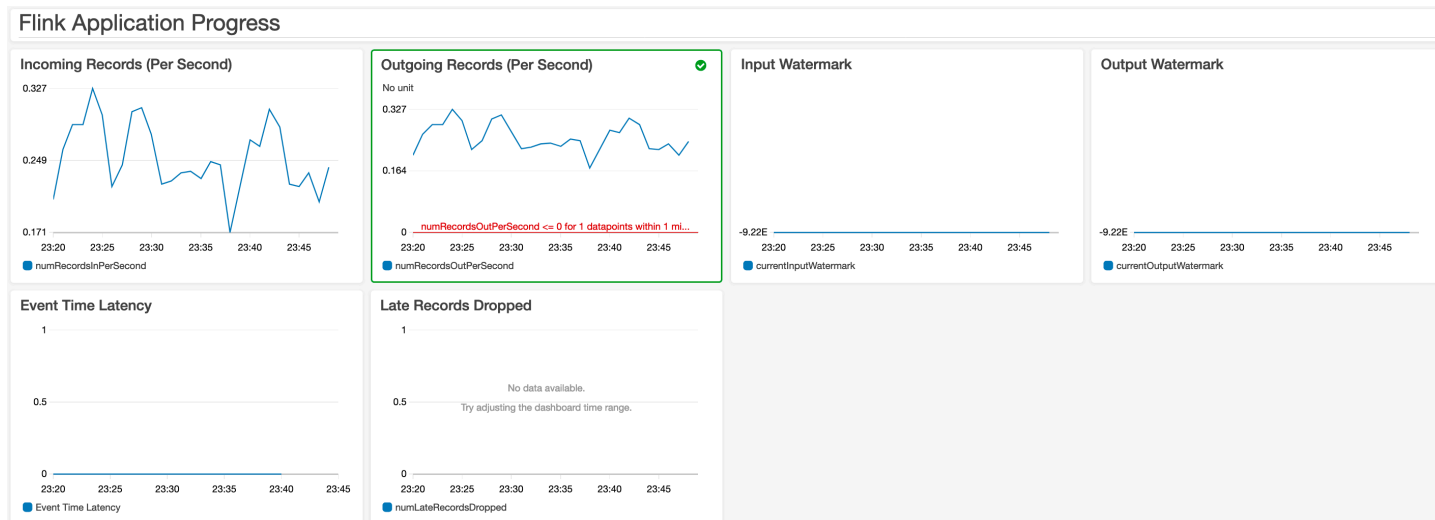 Flink Application Progress
Incoming Records (Per Second)
0.327
0.249
0.171
23:20 23:25 23:30 23:35 23:40 23:45
numRecordsInPerSecond
Outgoing Records (Per Second)
No unit
0.327
0.164
numRecordsOutPerSecond <= 0 for 1 datapoints within 1 mi...
0
23:20 23:25 23:30 23:35 23:40 23:45
numRecordsOutPerSecond
Input Watermark
-9.22E
23:20 23:25 23:30 23:35 23:40 23:45
currentInputWatermark
Output Watermark
-9.22E
23:20 23:25 23:30 23:35 23:40 23:45
currentOutputWatermark
Event Time Latency
1
0.5
0
23:20 23:25 23:30 23:35 23:40 23:45
Event Time Latency
Late Records Dropped
1
No data available.
0.5
Try adjusting the dashboard time range.
0
23:20 23:25 23:30 23:35 23:40 23:45
numLateRecordsDropped